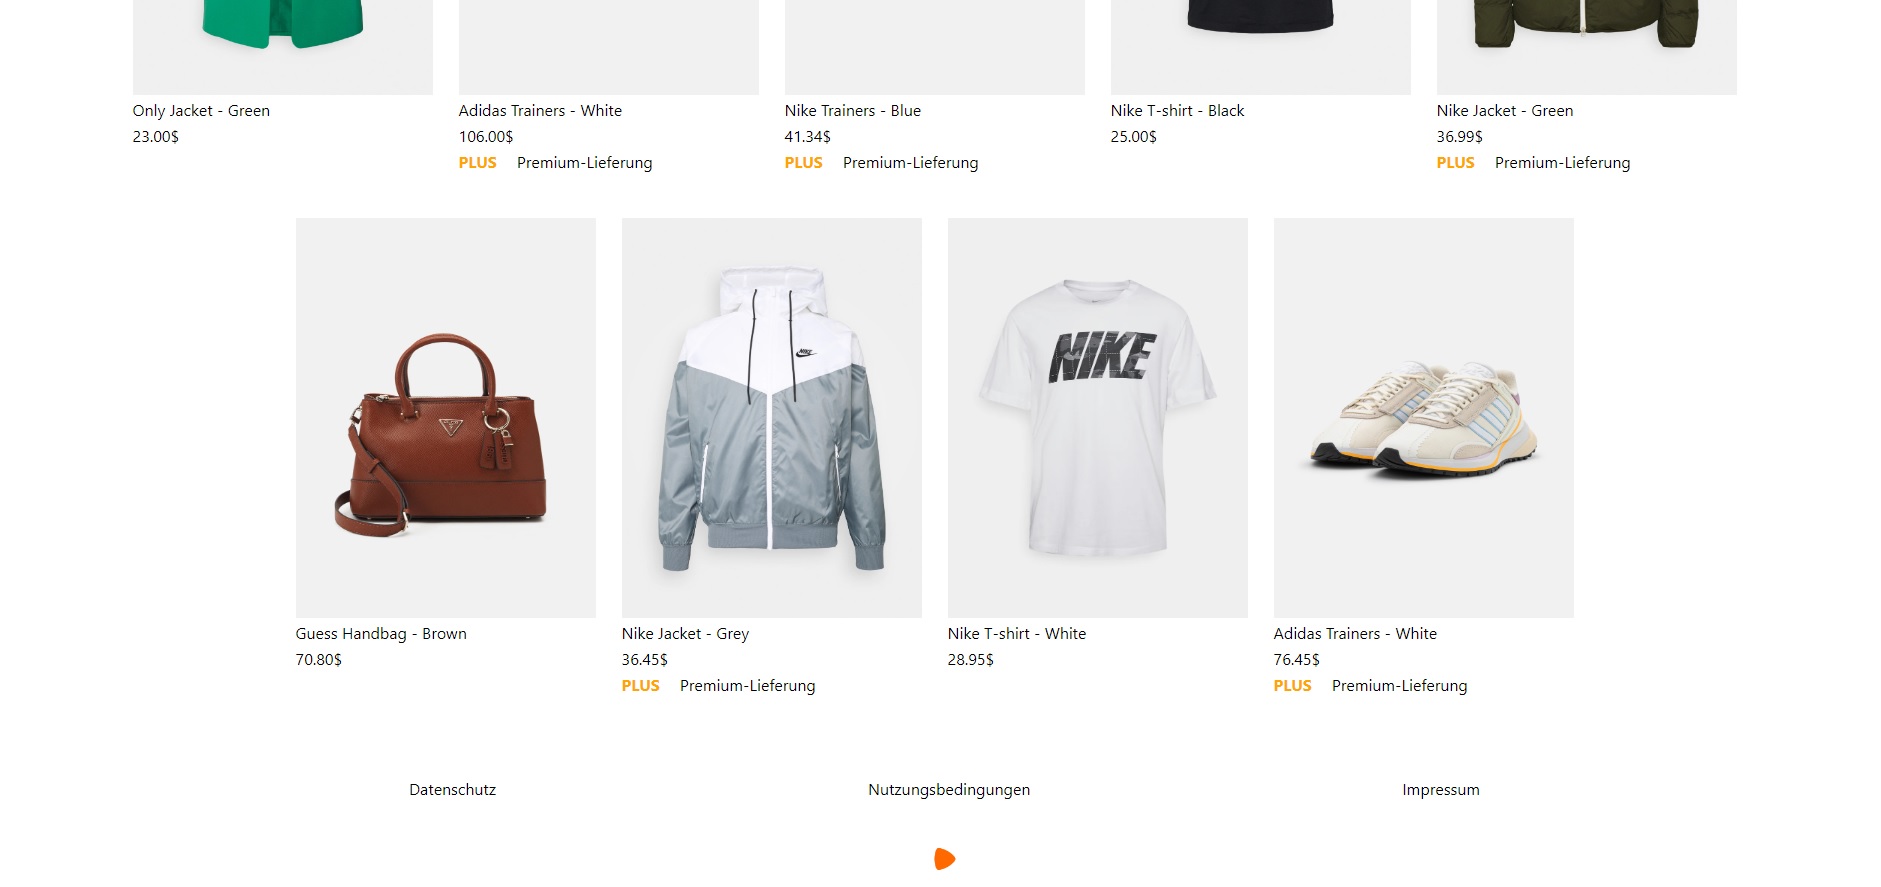 Only Jacket - Green
23.00$
Adidas Trainers - White
106.00$
PLUS Premium-Lieferung
Nike Trainers - Blue
41.34$
PLUS Premium-Lieferung
Nike T-shirt - Black
25.00$
Nike Jacket - Green
36.99$
PLUS Premium-Lieferung
Guess Handbag - Brown
70.80$
NIKE
Nike Jacket - Grey
36.45$
PLUS Premium-Lieferung
NIKE
Nike T-shirt - White
28.95$
Adidas Trainers - White
76.45$
PLUS Premium-Lieferung
Datenschutz
Nutzungsbedingungen
Impressum